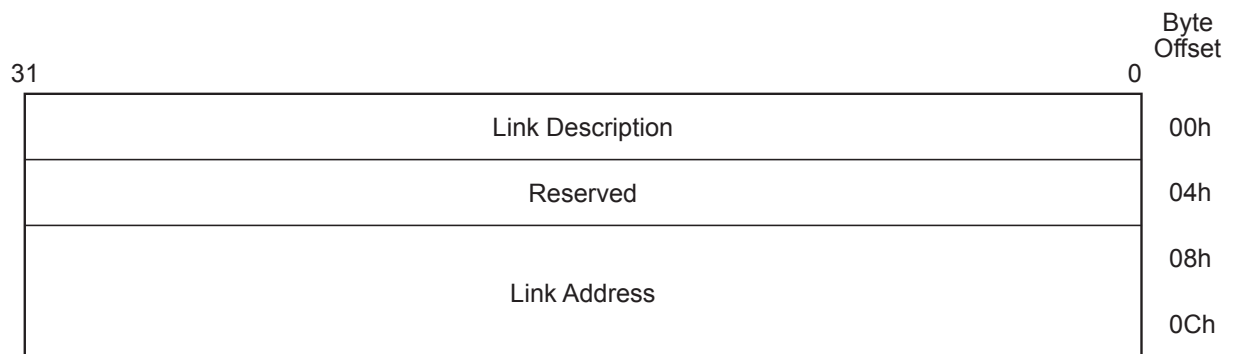 Byte
Offset
31 0
Link Description 00h
Reserved 04h
08h
Link Address
0Ch